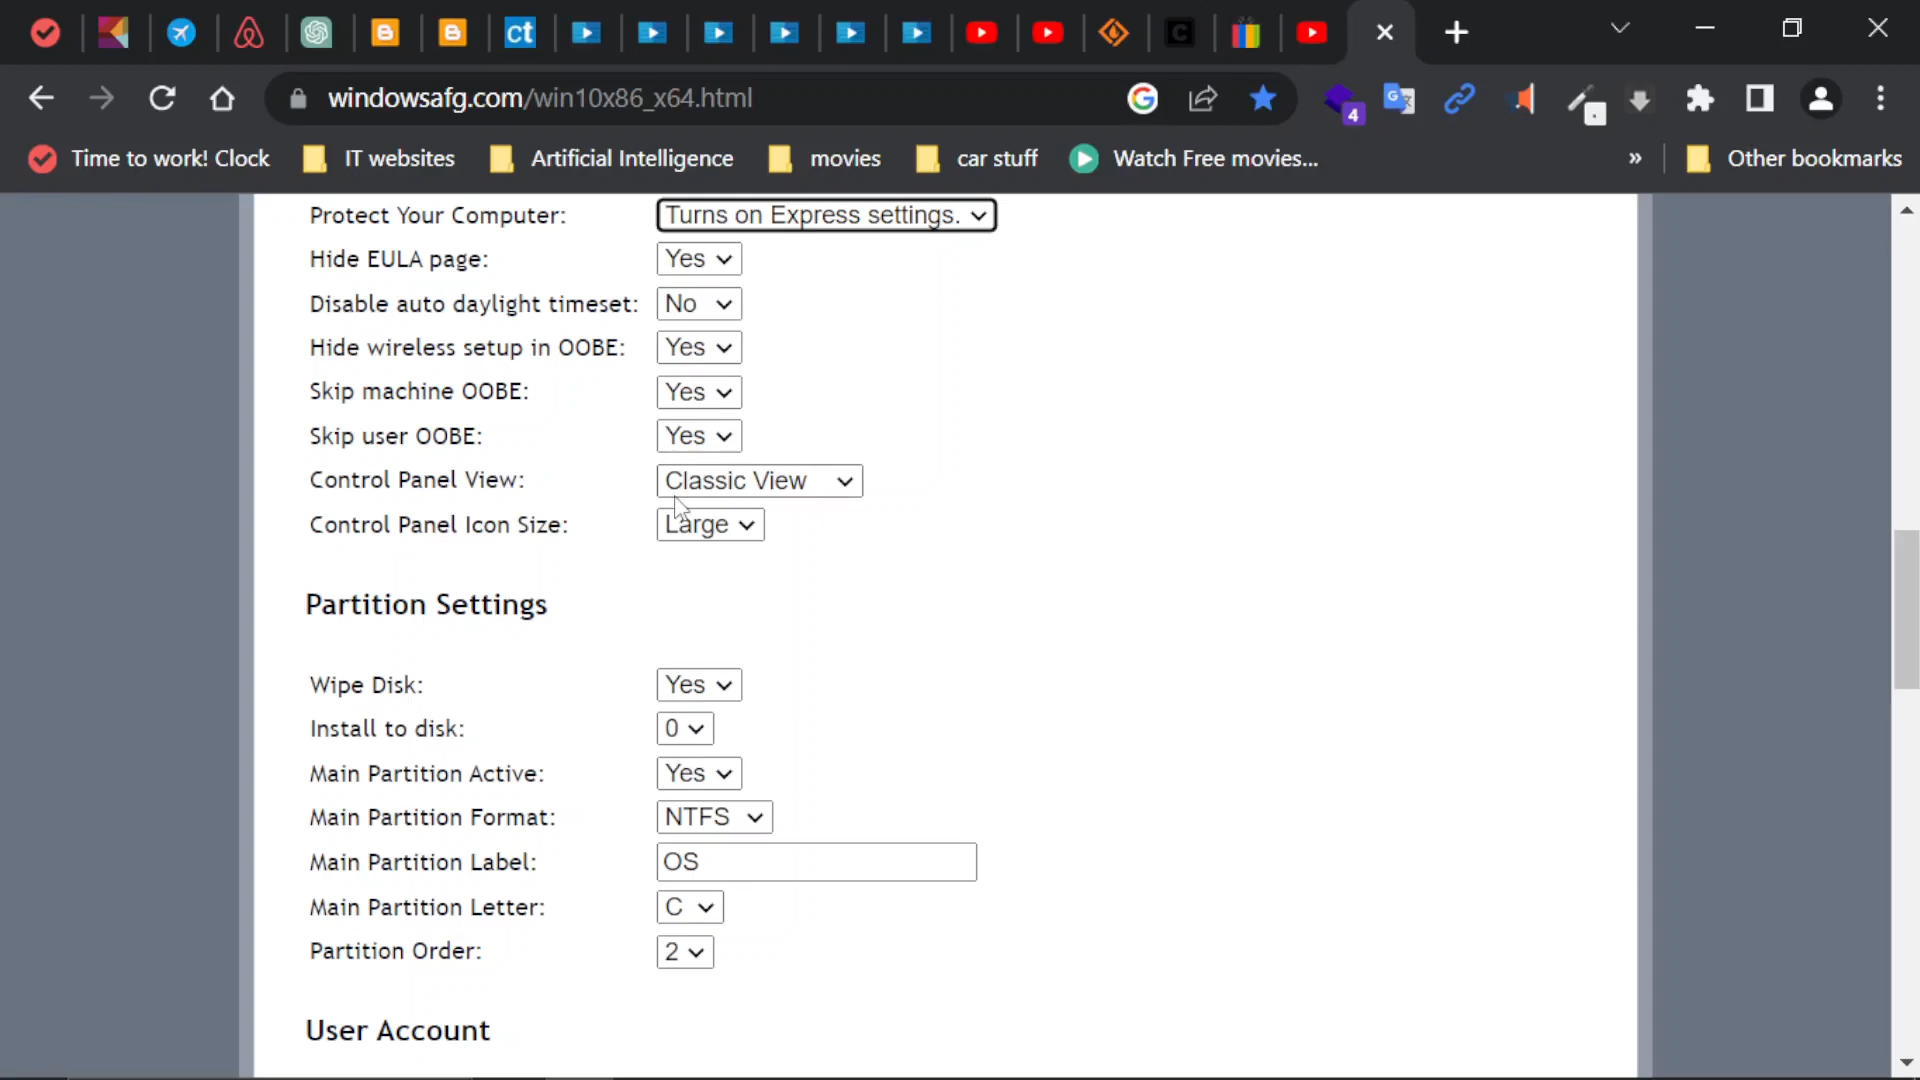 ct
windowsafg.com/win10x86_x64.html
4
Time to work! Clock
IT websites
Artificial Intelligence
movies
car stuff
Watch Free movies...
»
Other bookmarks
Protect Your Computer: Turns on Express settings.
Hide EULA page: Yes
Disable auto daylight timeset: No
Hide wireless setup in OOBE: Yes
Skip machine OOBE: Yes
Skip user OOBE: Yes
Control Panel View: Classic View
Control Panel Icon Size: Large
Partition Settings
Wipe Disk: Yes
Install to disk: 0
Main Partition Active: Yes
Main Partition Format: NTFS
Main Partition Label: OS
Main Partition Letter: C
Partition Order: 2
User Account